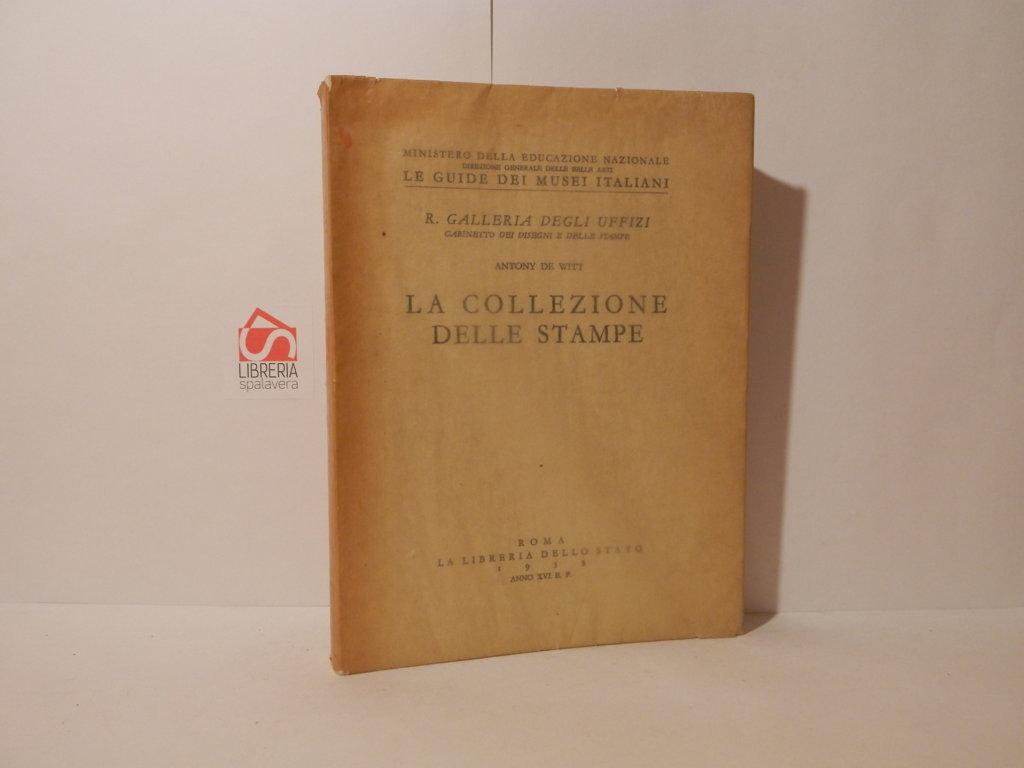 MINISTERO DELLA EDUCAZIONE NAZIONALE
DIREZIONE GENERALE DELLE BELLE ARTI
LE GUIDE DEI MUSEI ITALIANI
R. GALLERIA DEGLI UFFIZI
GABINETTO DEI DISEGNI E DELLE STAMPE
ANTONY DE WITT
LA COLLEZIONE
DELLE STAMPE
ROMA
LA LIBRERIA DELLO STATO
1938
ANNO XVI E. F.
LIBRERIA
spalavera